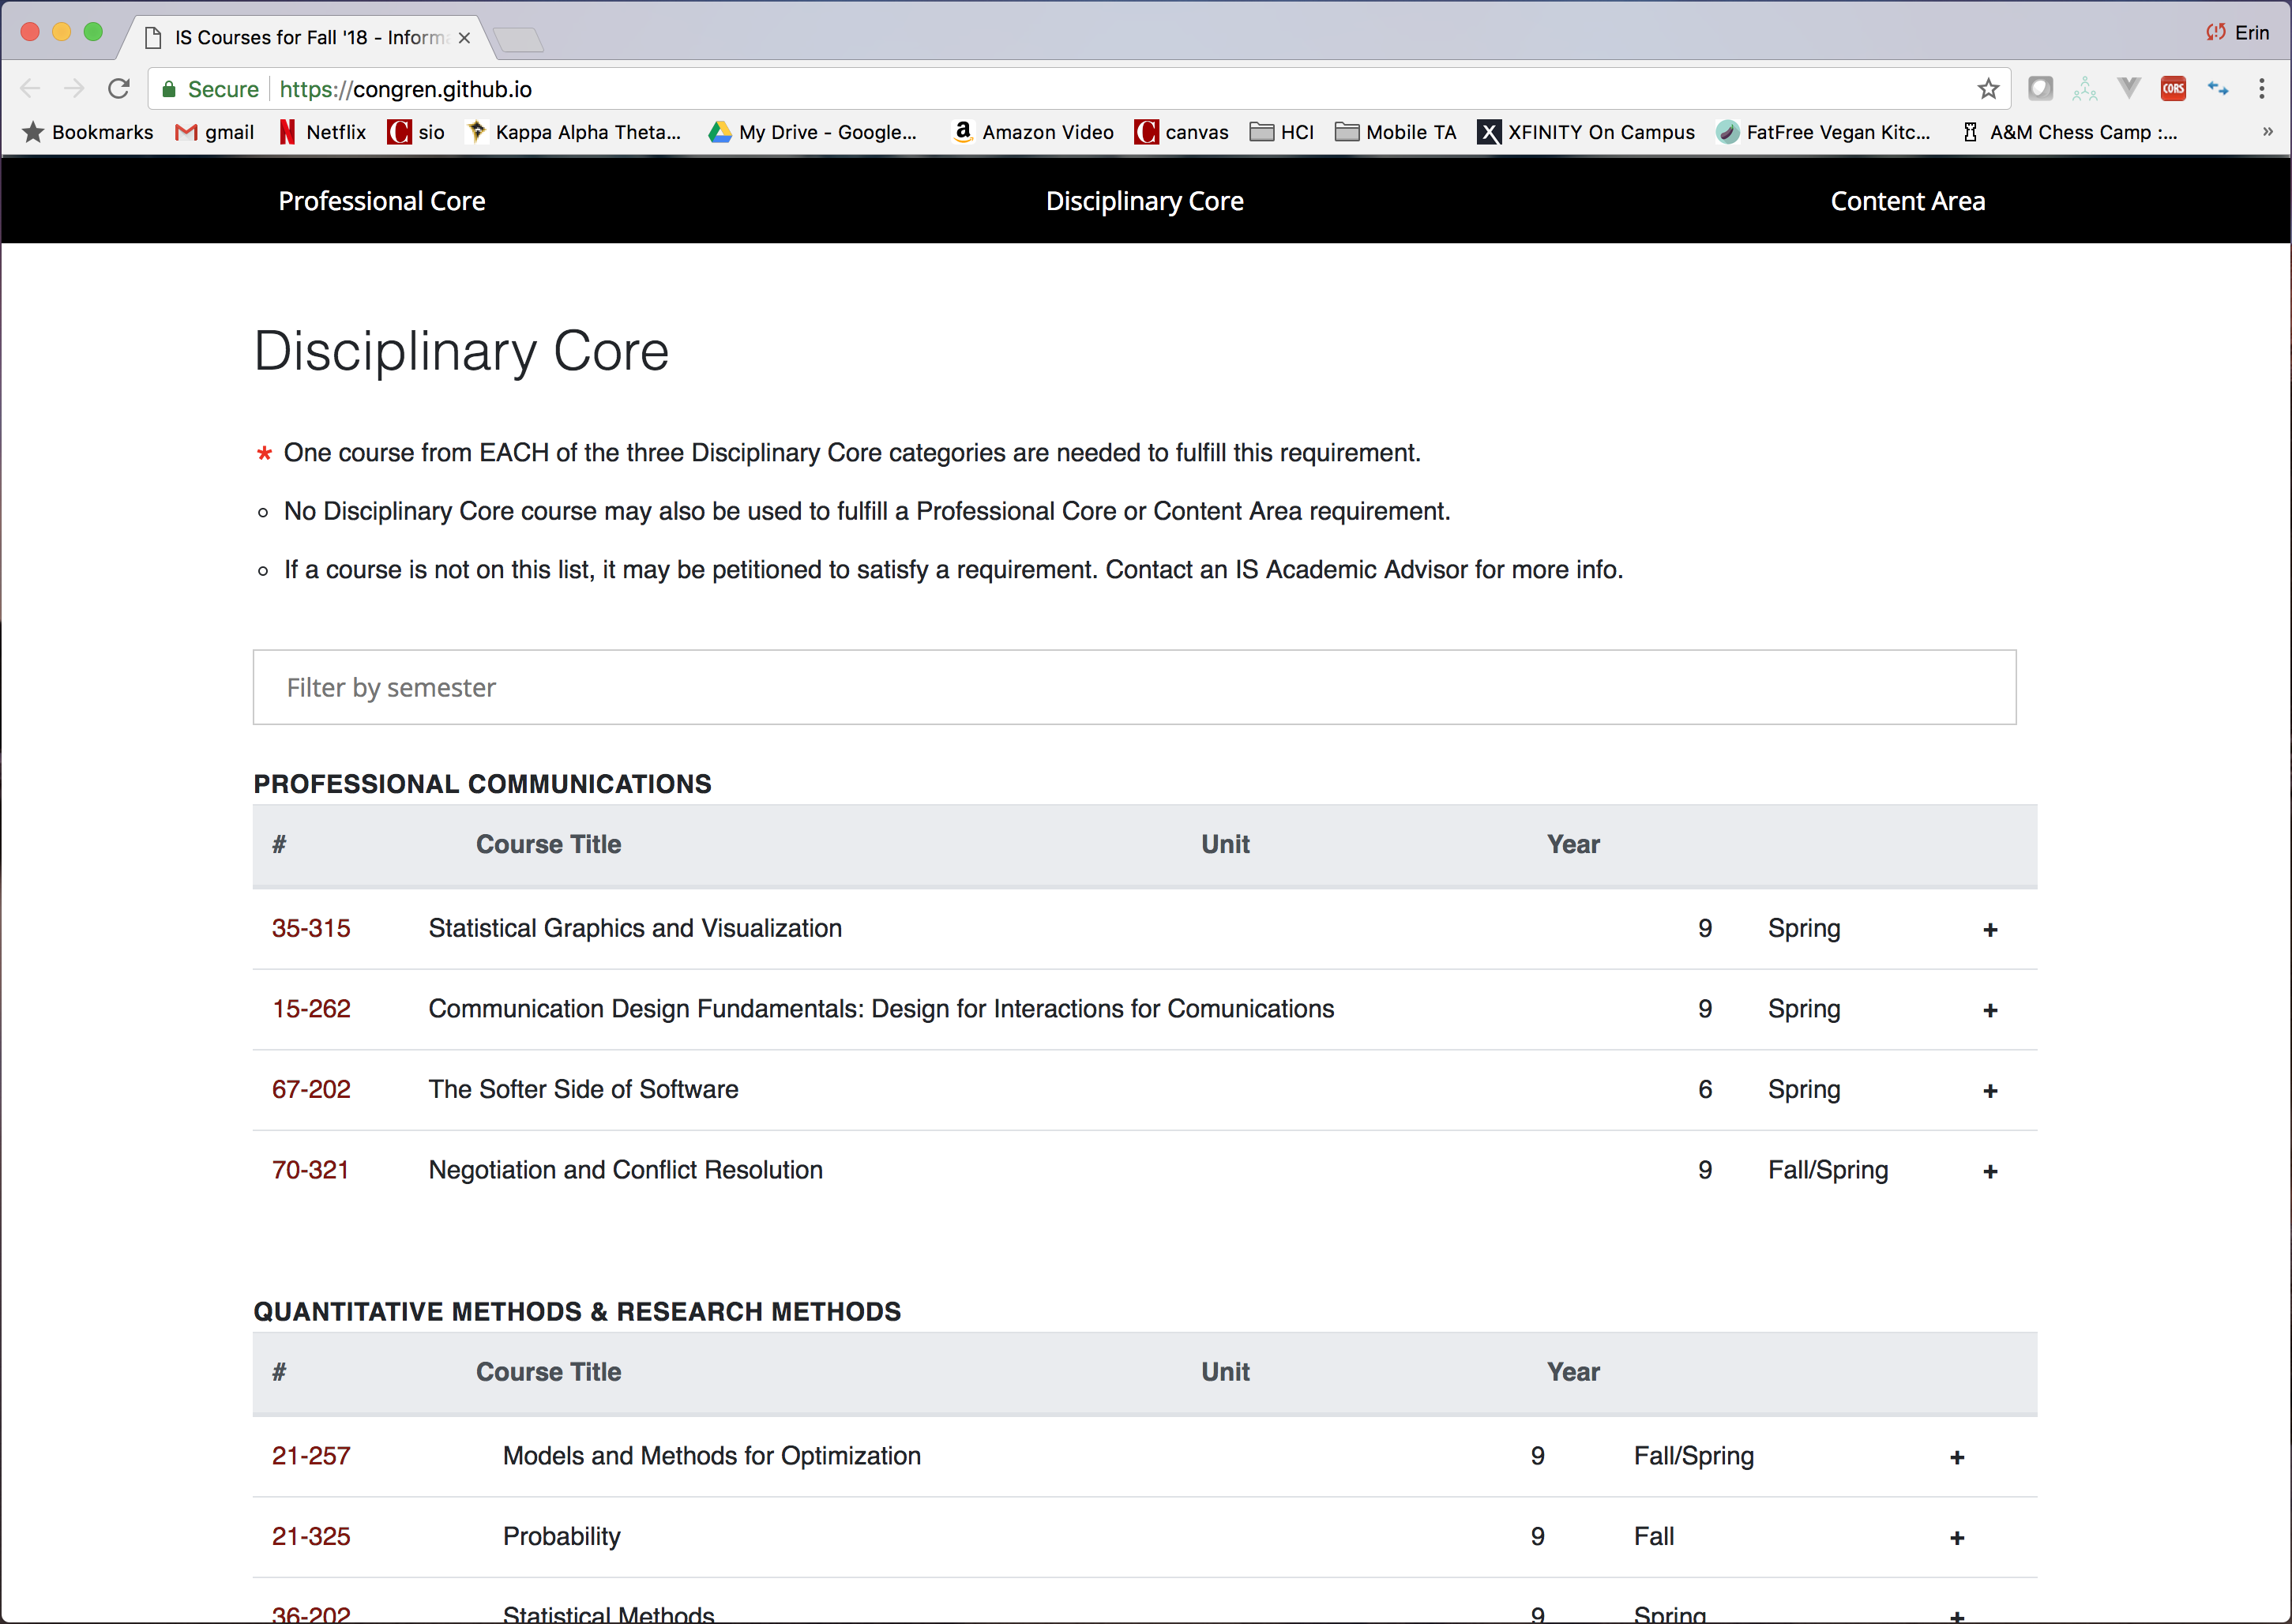 IS Courses for Fall '18 - Inform
Erin
Secure https://congren.github.io
CORS
Bookmarks gmail Netflix sio Kappa Alpha Theta... My Drive - Google... Amazon Video canvas HCI Mobile TA XFINITY On Campus FatFree Vegan Kitc... A&M Chess Camp :... »
Professional Core Disciplinary Core Content Area
Disciplinary Core
* One course from EACH of the three Disciplinary Core categories are needed to fulfill this requirement.
No Disciplinary Core course may also be used to fulfill a Professional Core or Content Area requirement.
If a course is not on this list, it may be petitioned to satisfy a requirement. Contact an IS Academic Advisor for more info.
Filter by semester
PROFESSIONAL COMMUNICATIONS
# Course Title Unit Year
35-315 Statistical Graphics and Visualization 9 Spring +
15-262 Communication Design Fundamentals: Design for Interactions for Comunications 9 Spring +
67-202 The Softer Side of Software 6 Spring +
70-321 Negotiation and Conflict Resolution 9 Fall/Spring +
QUANTITATIVE METHODS & RESEARCH METHODS
# Course Title Unit Year
21-257 Models and Methods for Optimization 9 Fall/Spring +
21-325 Probability 9 Fall +
36-202 Statistical Methods 9 Spring +